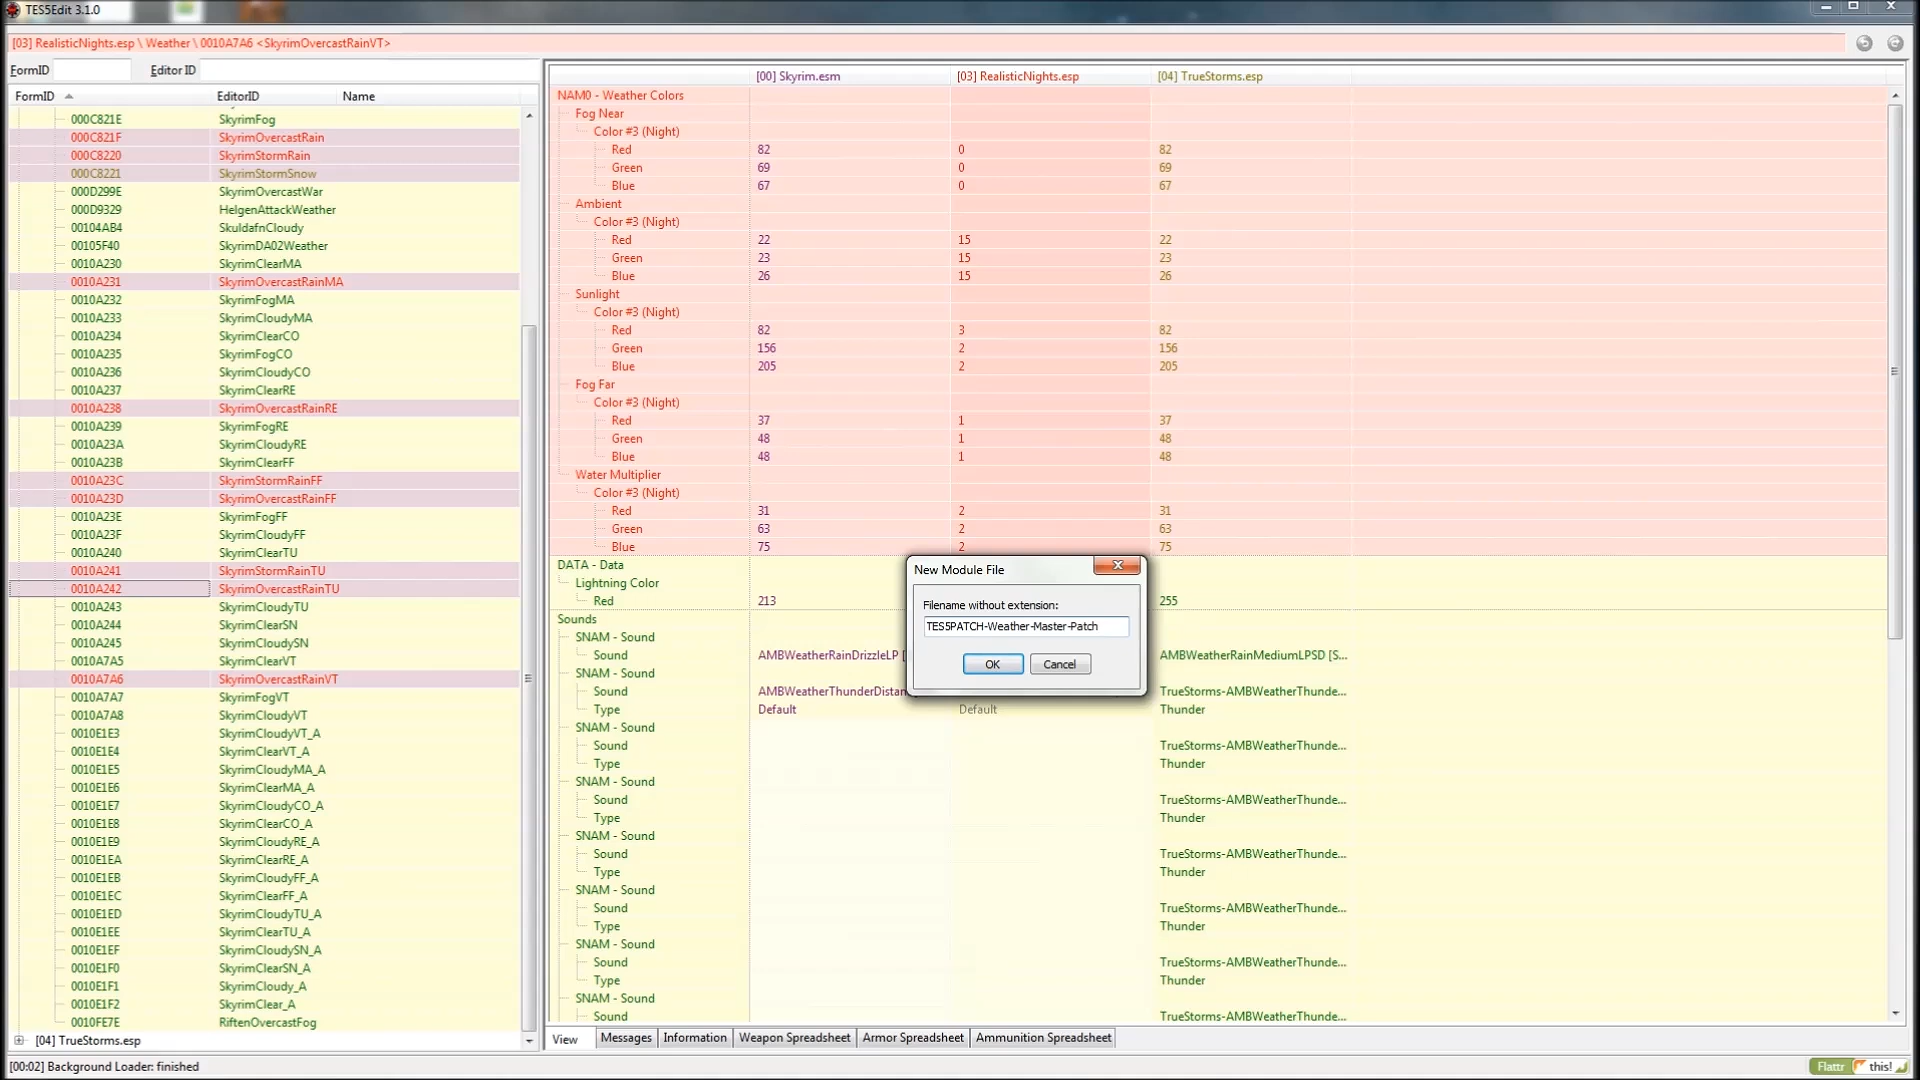 TES5Edit 3.1.0
[03] RealisticNights.esp \ Weather \ 0010A7A6 <SkyrimOvercastRainVT>
FormID Editor ID
FormID EditorID Name
000C821E SkyrimFog
000C821F SkyrimOvercastRain
000C8220 SkyrimStormRain
000C8221 SkyrimStormSnow
000D299E SkyrimOvercastWar
000D9329 HelgenAttackWeather
00104AB4 SkuldafnCloudy
00105F40 SkyrimDA02Weather
0010A230 SkyrimClearMA
0010A231 SkyrimOvercastRainMA
0010A232 SkyrimFogMA
0010A233 SkyrimCloudyMA
0010A234 SkyrimClearCO
0010A235 SkyrimFogCO
0010A236 SkyrimCloudyCO
0010A237 SkyrimClearRE
0010A238 SkyrimOvercastRainRE
0010A239 SkyrimFogRE
0010A23A SkyrimCloudyRE
0010A23B SkyrimClearFF
0010A23C SkyrimStormRainFF
0010A23D SkyrimOvercastRainFF
0010A23E SkyrimFogFF
0010A23F SkyrimCloudyFF
0010A240 SkyrimClearTU
0010A241 SkyrimStormRainTU
0010A242 SkyrimOvercastRainTU
0010A243 SkyrimCloudyTU
0010A244 SkyrimClearSN
0010A245 SkyrimCloudySN
0010A7A5 SkyrimClearVT
0010A7A6 SkyrimOvercastRainVT
0010A7A7 SkyrimFogVT
0010A7A8 SkyrimCloudyVT
0010E1E3 SkyrimCloudyVT_A
0010E1E4 SkyrimClearVT_A
0010E1E5 SkyrimCloudyMA_A
0010E1E6 SkyrimClearMA_A
0010E1E7 SkyrimCloudyCO_A
0010E1E8 SkyrimClearCO_A
0010E1E9 SkyrimCloudyRE_A
0010E1EA SkyrimClearRE_A
0010E1EB SkyrimCloudyFF_A
0010E1EC SkyrimClearFF_A
0010E1ED SkyrimCloudyTU_A
0010E1EE SkyrimClearTU_A
0010E1EF SkyrimCloudySN_A
0010E1F0 SkyrimClearSN_A
0010E1F1 SkyrimCloudy_A
0010E1F2 SkyrimClear_A
0010FE7E RiftenOvercastFog
[04] TrueStorms.esp
[00] Skyrim.esm [03] RealisticNights.esp [04] TrueStorms.esp
NAM0 - Weather Colors
Fog Near
Color #3 (Night)
Red 82 0 82
Green 69 0 69
Blue 67 0 67
Ambient
Color #3 (Night)
Red 22 15 22
Green 23 15 23
Blue 26 15 26
Sunlight
Color #3 (Night)
Red 82 3 82
Green 156 2 156
Blue 205 2 205
Fog Far
Color #3 (Night)
Red 37 1 37
Green 48 1 48
Blue 48 1 48
Water Multiplier
Color #3 (Night)
Red 31 2 31
Green 63 2 63
Blue 75 2 75
DATA - Data
Lightning Color
Red 213 255
Sounds
SNAM - Sound
Sound AMBWeatherRainDrizzleLP [ AMBWeatherRainMediumLPSD [S...
SNAM - Sound
Sound AMBWeatherThunderDistan TrueStorms-AMBWeatherThunde...
Type Default Default Thunder
SNAM - Sound
Sound TrueStorms-AMBWeatherThunde...
Type Thunder
SNAM - Sound
Sound TrueStorms-AMBWeatherThunde...
Type Thunder
SNAM - Sound
Sound TrueStorms-AMBWeatherThunde...
Type Thunder
SNAM - Sound
Sound TrueStorms-AMBWeatherThunde...
Type Thunder
SNAM - Sound
Sound TrueStorms-AMBWeatherThunde...
Type Thunder
SNAM - Sound
Sound TrueStorms-AMBWeatherThunde...
New Module File
Filename without extension:
TES5PATCH-Weather-Master-Patch
OK Cancel
View Messages Information Weapon Spreadsheet Armor Spreadsheet Ammunition Spreadsheet
[00:02] Background Loader: finished
Flattr this!